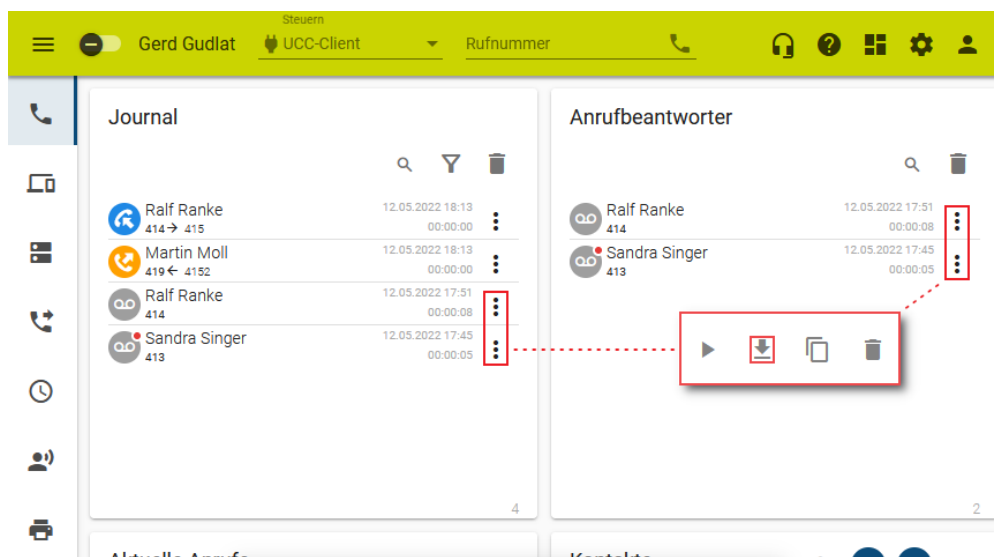 Steuern
Gerd Gudlat
UCC-Client
Rufnummer
Journal
Ralf Ranke
12.05.2022 18:13
414 → 415
00:00:00
Martin Moll
12.05.2022 18:13
419 ← 4152
00:00:00
Ralf Ranke
12.05.2022 17:51
414
00:00:08
Sandra Singer
12.05.2022 17:45
413
00:00:05
4
Anrufbeantworter
Ralf Ranke
12.05.2022 17:51
414
00:00:08
Sandra Singer
12.05.2022 17:45
413
00:00:05
2
Aktuelle Anrufe
Kontakte